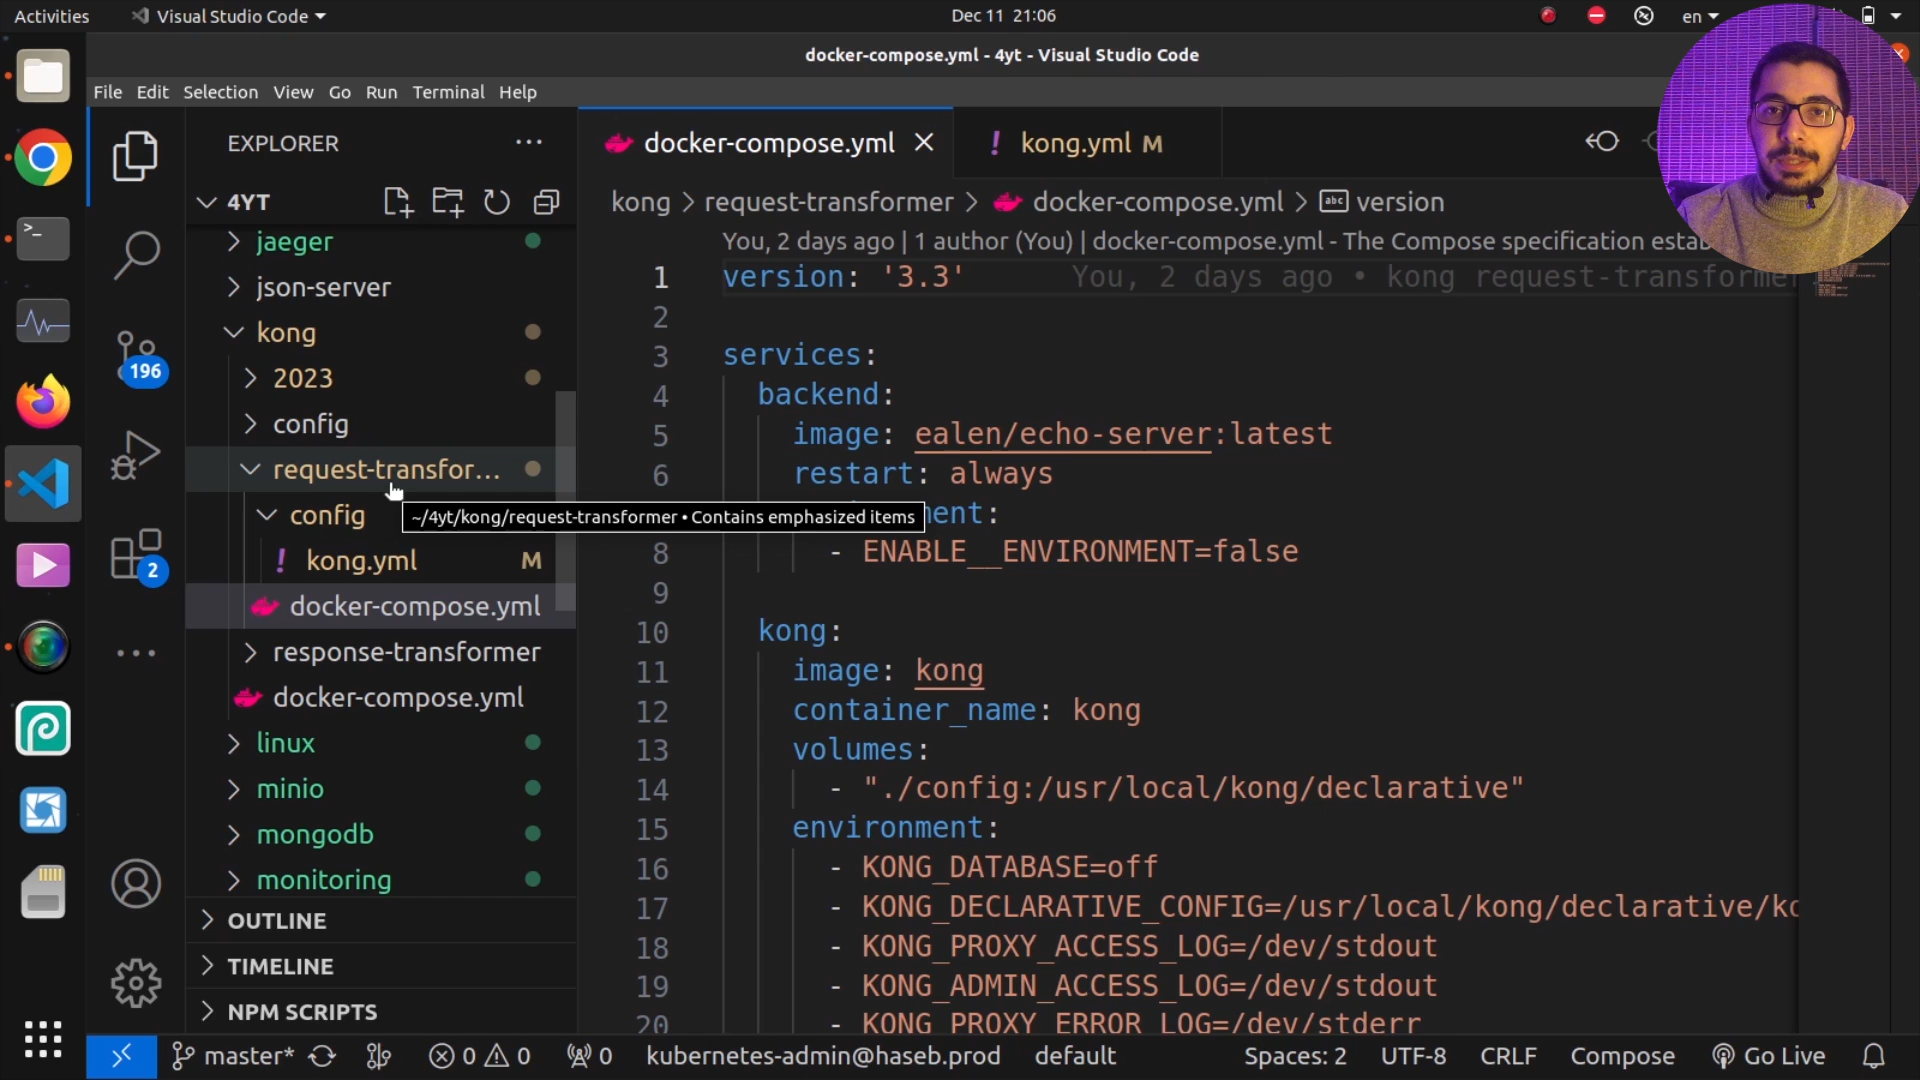 Activities
Visual Studio Code
Dec 11 21:06
en
docker-compose.yml - 4yt - Visual Studio Code
File Edit Selection View Go Run Terminal Help
EXPLORER
4YT
jaeger
json-server
kong
2023
config
request-transfor...
config
kong.yml M
docker-compose.yml
response-transformer
docker-compose.yml
linux
minio
mongodb
monitoring
OUTLINE
TIMELINE
NPM SCRIPTS
196
2
~/4yt/kong/request-transformer • Contains emphasized items
docker-compose.yml
kong.yml M
kong > request-transformer > docker-compose.yml > abc version
You, 2 days ago | 1 author (You) | docker-compose.yml - The Compose specification
1 version: '3.3' You, 2 days ago • kong request-transformer
2
3 services:
4 backend:
5 image: ealen/echo-server:latest
6 restart: always
ment:
8 - ENABLE__ENVIRONMENT=false
9
10 kong:
11 image: kong
12 container_name: kong
13 volumes:
14 - "./config:/usr/local/kong/declarative"
15 environment:
16 - KONG_DATABASE=off
17 - KONG_DECLARATIVE_CONFIG=/usr/local/kong/declarative/
18 - KONG_PROXY_ACCESS_LOG=/dev/stdout
19 - KONG_ADMIN_ACCESS_LOG=/dev/stdout
20 - KONG_PROXY_ERROR_LOG=/dev/stderr
master* 0 0 0 kubernetes-admin@haseb.prod default Spaces: 2 UTF-8 CRLF Compose Go Live